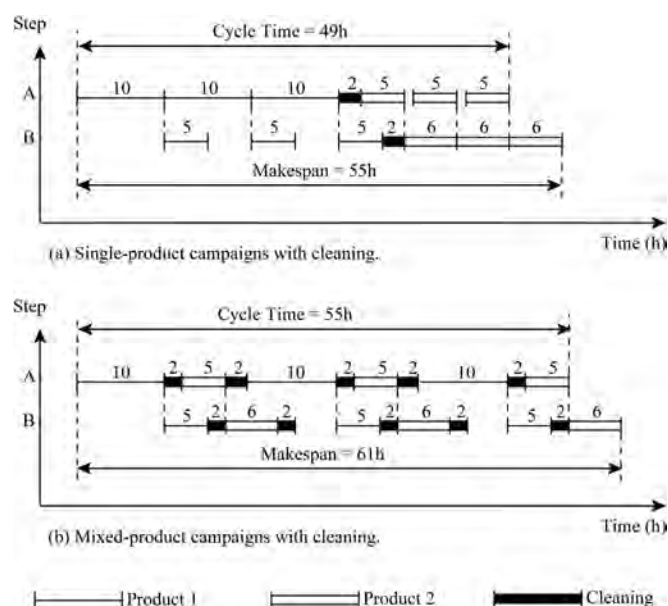 Step
Cycle Time = 49h
10 10 10 2 5 5 5
A
5 5 5 2 6 6 6
B
Makespan = 55h
Time (h)
(a) Single-product campaigns with cleaning.
Step
Cycle Time = 55h
2 5 2 2 5 2 2 5
A
10 10 10
5 2 6 2 5 2 6 2 5 2 6
B
Makespan = 61h
Time (h)
(b) Mixed-product campaigns with cleaning.
Product 1 Product 2 Cleaning